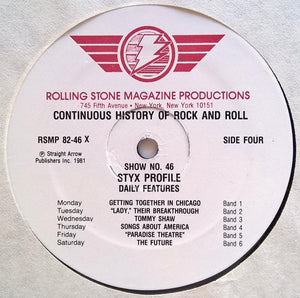 ROLLING STONE MAGAZINE PRODUCTIONS
745 Fifth Avenue • New York, New York 10151
CONTINUOUS HISTORY OF ROCK AND ROLL
RSMP 82-46 X SIDE FOUR
℗ Straight Arrow
Publishers Inc. 1981
SHOW NO. 46
STYX PROFILE
DAILY FEATURES
Monday GETTING TOGETHER IN CHICAGO Band 1
Tuesday "LADY," THEIR BREAKTHROUGH Band 2
Wednesday TOMMY SHAW Band 3
Thursday SONGS ABOUT AMERICA Band 4
Friday "PARADISE THEATRE" Band 5
Saturday THE FUTURE Band 6